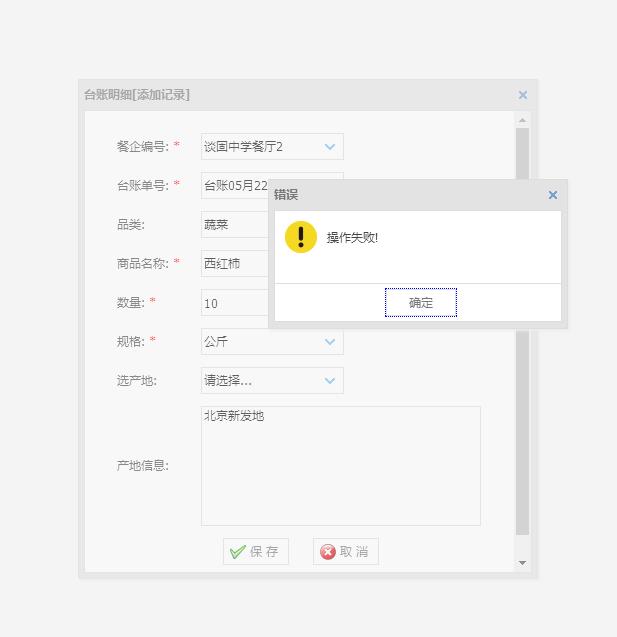 台账明细[添加记录]
餐企编号: * 谈固中学餐厅2
台账单号: * 台账05月22
错误
品类: 蔬菜
操作失败!
商品名称: * 西红柿
数量: * 10
确定
规格: * 公斤
选产地: 请选择...
北京新发地
产地信息:
保 存 取 消